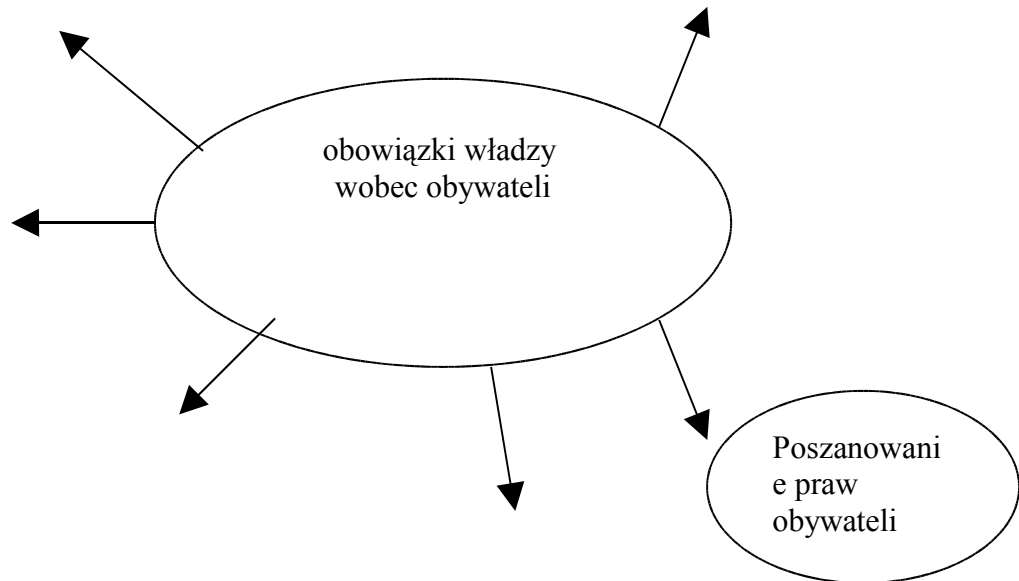 obowiązki władzy
wobec obywateli
Poszanowani
e praw
obywateli